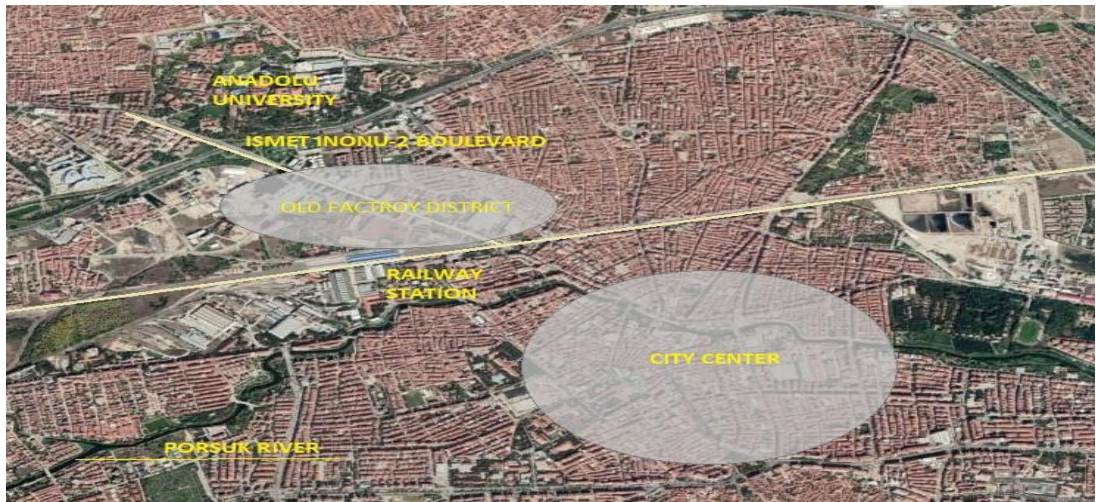 ANADOLU
UNIVERSITY
ISMET INONU-2 BOULEVARD
OLD FACTROY DISTRICT
RAILWAY
STATION
CITY CENTER
PORSUK RIVER